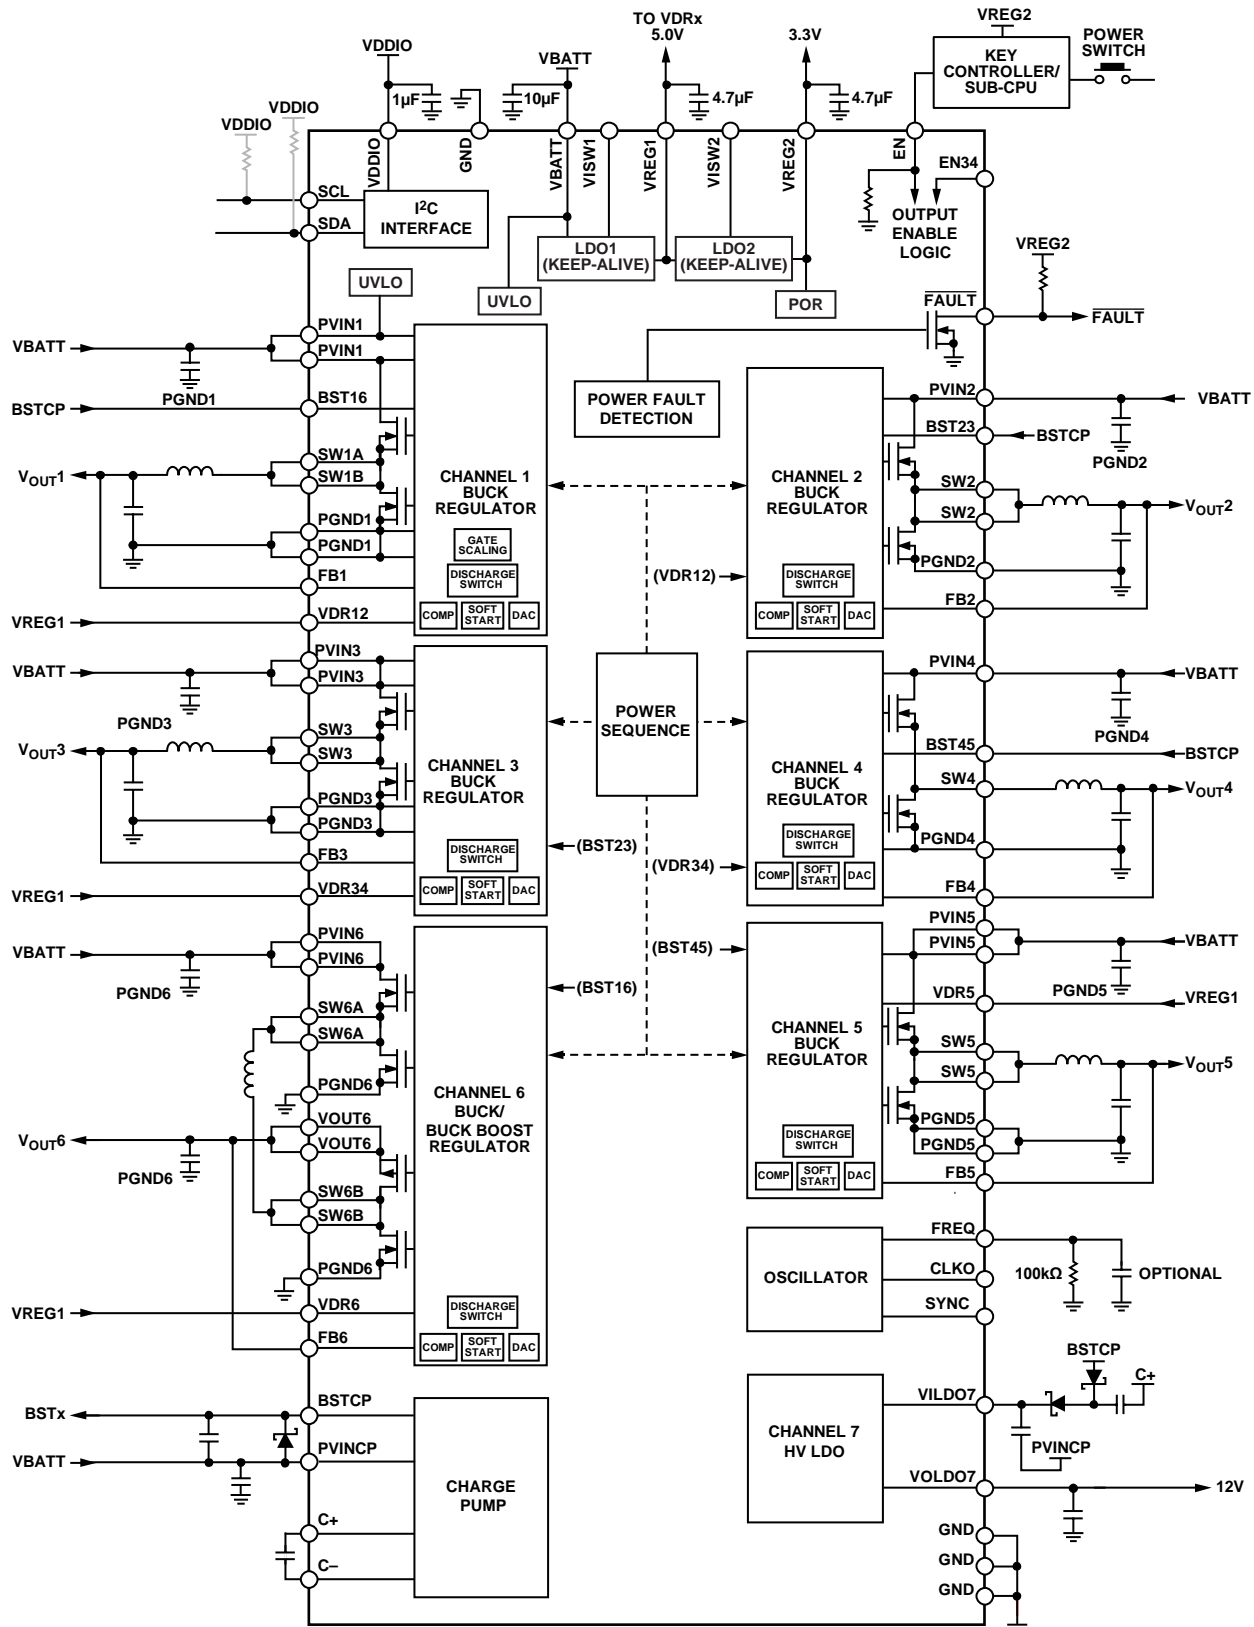 TO VDRx
5.0V
3.3V
VREG2
VDDIO
VBATT
KEY
CONTROLLER/
SUB-CPU
POWER
SWITCH
1µF
10µF
4.7µF
4.7µF
VDDIO
VDDIO
VDDIO
GND
VBATT
VISW1
VREG1
VISW2
VREG2
EN
EN34
SCL
SDA
I2C
INTERFACE
OUTPUT
ENABLE
LOGIC
LDO1
(KEEP-ALIVE)
LDO2
(KEEP-ALIVE)
VREG2
UVLO
UVLO
POR
FAULT
FAULT
POWER FAULT
DETECTION
VBATT
PVIN1
PVIN1
PGND1
BSTCP
BST16
VOUT1
SW1A
SW1B
PGND1
PGND1
FB1
VREG1
VDR12
CHANNEL 1
BUCK
REGULATOR
GATE
SCALING
DISCHARGE
SWITCH
COMP
SOFT
START
DAC
CHANNEL 2
BUCK
REGULATOR
DISCHARGE
SWITCH
COMP
SOFT
START
DAC
(VDR12)
PVIN2
VBATT
BST23
BSTCP
PGND2
SW2
SW2
VOUT2
PGND2
FB2
VBATT
PVIN3
PVIN3
PGND3
VOUT3
SW3
SW3
PGND3
PGND3
FB3
VREG1
VDR34
CHANNEL 3
BUCK
REGULATOR
DISCHARGE
SWITCH
COMP
SOFT
START
DAC
(BST23)
POWER
SEQUENCE
(VDR34)
CHANNEL 4
BUCK
REGULATOR
DISCHARGE
SWITCH
COMP
SOFT
START
DAC
PVIN4
VBATT
PGND4
BST45
BSTCP
SW4
VOUT4
PGND4
FB4
VBATT
PVIN6
PVIN6
PGND6
SW6A
SW6A
PGND6
VOUT6
VOUT6
VOUT6
PGND6
SW6B
SW6B
PGND6
VREG1
VDR6
FB6
CHANNEL 6
BUCK/
BUCK BOOST
REGULATOR
DISCHARGE
SWITCH
COMP
SOFT
START
DAC
(BST16)
(BST45)
CHANNEL 5
BUCK
REGULATOR
DISCHARGE
SWITCH
COMP
SOFT
START
DAC
PVIN5
PVIN5
VBATT
PGND5
VDR5
VREG1
SW5
SW5
VOUT5
PGND5
PGND5
FB5
OSCILLATOR
FREQ
CLKO
SYNC
100kΩ
OPTIONAL
BSTx
BSTCP
VBATT
PVINCP
C+
C–
CHARGE
PUMP
CHANNEL 7
HV LDO
VILDO7
BSTCP
C+
PVINCP
VOLDO7
12V
GND
GND
GND